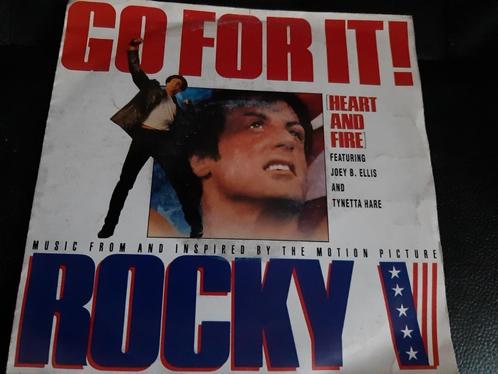 GO FOR IT!
[HEART
AND
FIRE]
FEATURING
JOEY B. ELLIS
AND
TYNETTA HARE
MUSIC FROM AND INSPIRED BY THE MOTION PICTURE
ROCKY V